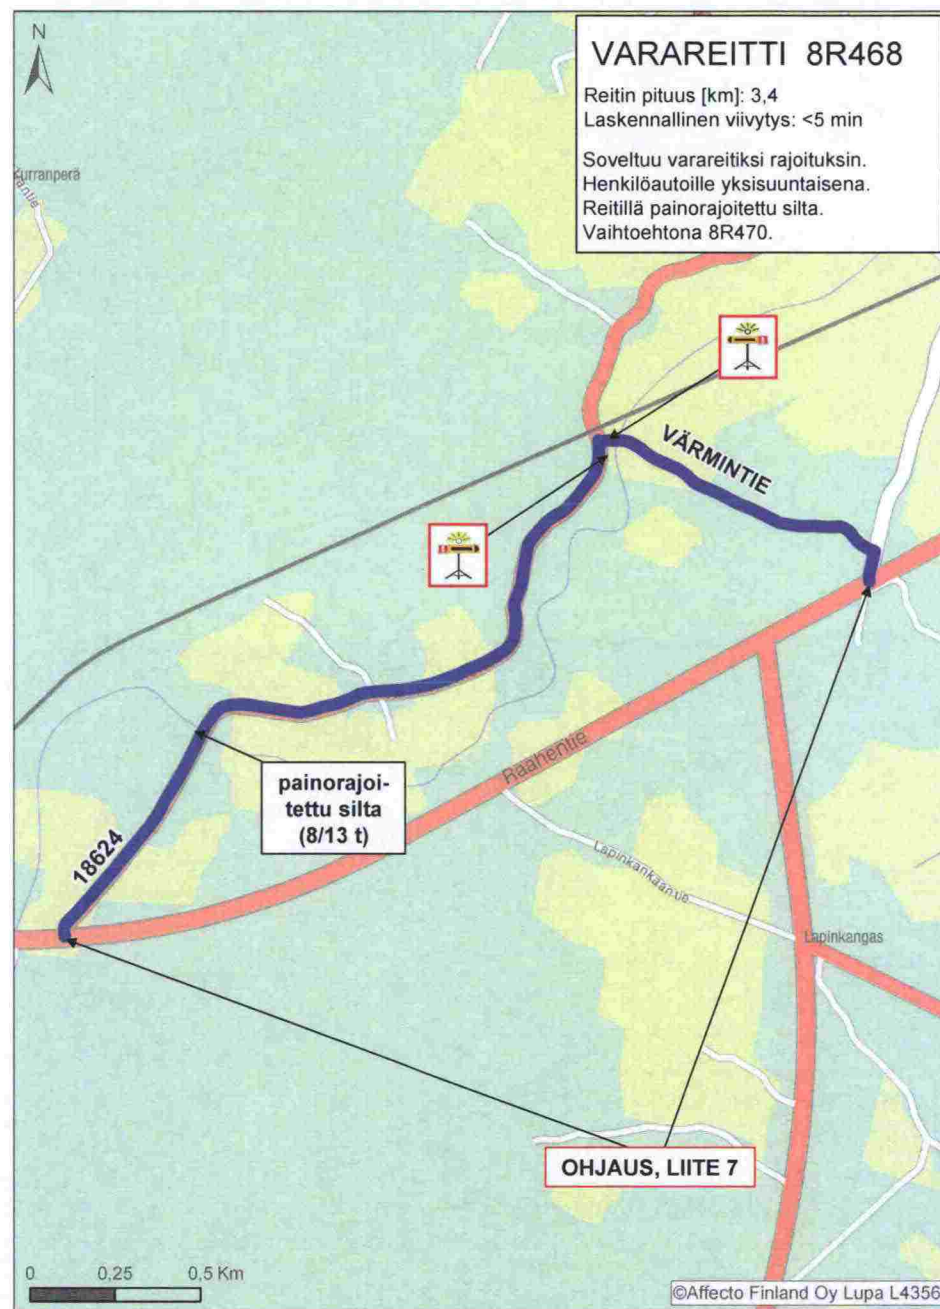 N
VARAREITTI 8R468
Reitin pituus [km]: 3,4
Laskennallinen viivytys: <5 min
Soveltuu varareitiksi rajoituksin.
Henkilöautoille yksisuuntaisena.
Reitillä painorajoitettu silta.
Vaihtoehtona 8R470.
VÄRMINTIE
Raahentie
painorajoi-
tettu silta
(8/13 t)
18624
Lapinkankaantie
Lapinkangas
OHJAUS, LIITE 7
0 0,25 0,5 Km
©Affecto Finland Oy Lupa L4356